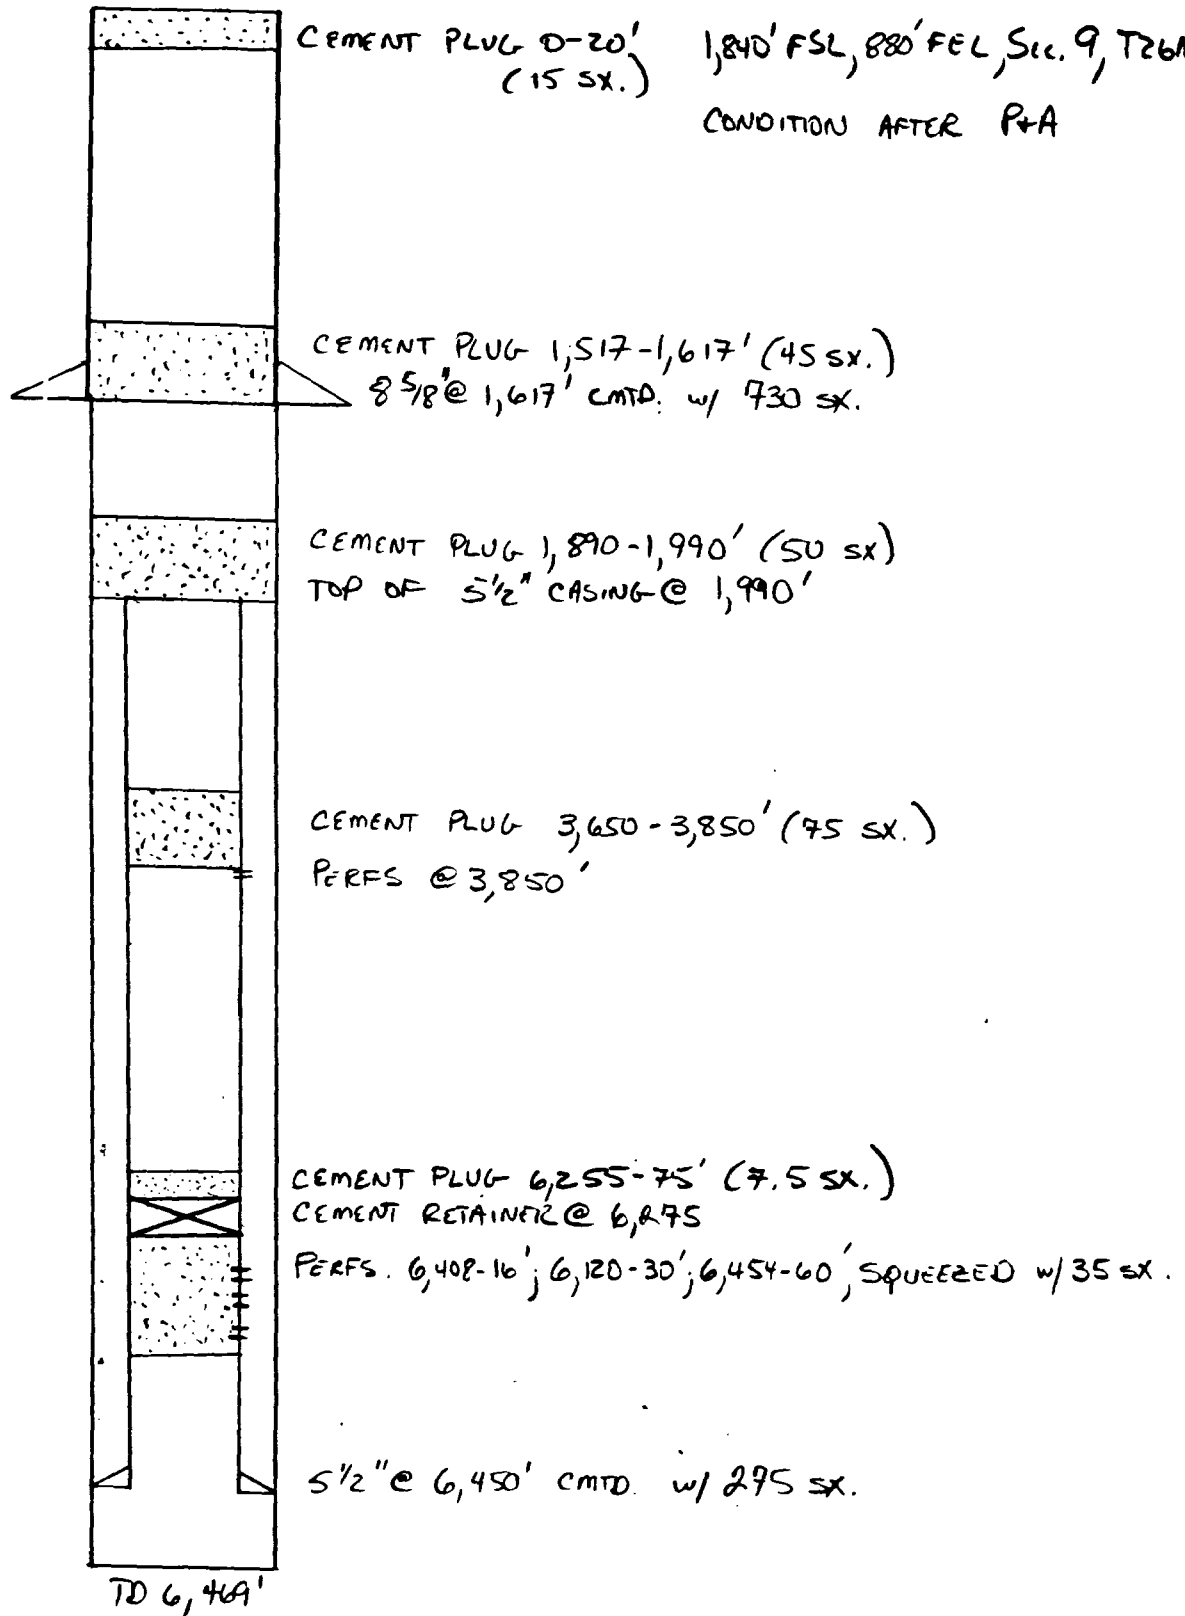 CEMENT PLUG 0-20' 1,840' FSL, 880' FEL, Sec. 9, T26N
(15 SX.)
CONDITION AFTER P+A
CEMENT PLUG 1,517-1,617' (45 SX.)
8 5/8" @ 1,617' CMTD. w/ 730 SX.
CEMENT PLUG 1,890-1,990' (50 SX)
TOP OF 5 1/2" CASING @ 1,990'
CEMENT PLUG 3,650-3,850' (75 SX.)
PERFS @ 3,850'
CEMENT PLUG 6,255-75' (7.5 SX.)
CEMENT RETAINER @ 6,275
PERFS. 6,408-16'; 6,120-30'; 6,454-60', SQUEEZED w/ 35 SX.
5 1/2" @ 6,450' CMTD. w/ 275 SX.
TD 6,469'